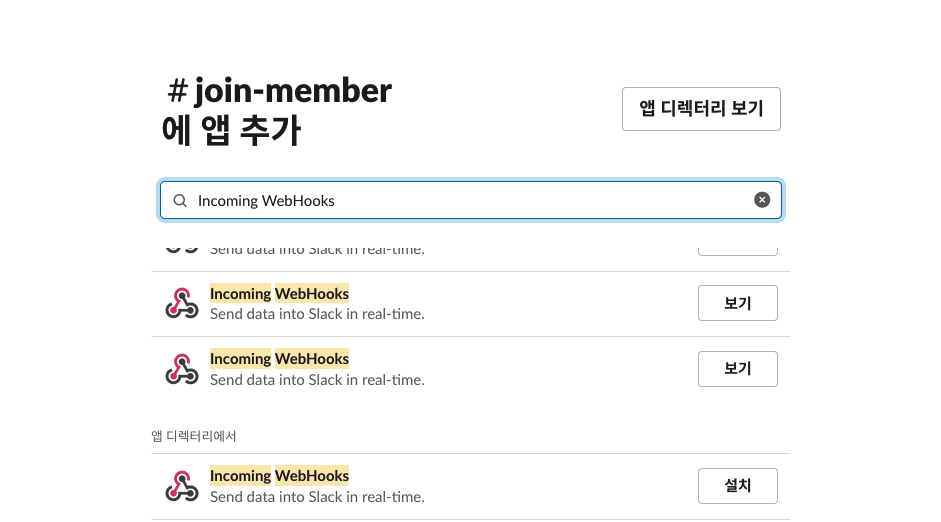 # join-member
에 앱 추가
앱 디렉터리 보기
Incoming WebHooks
Send data into Slack in real-time.
Incoming WebHooks
Send data into Slack in real-time.
보기
Incoming WebHooks
Send data into Slack in real-time.
보기
앱 디렉터리에서
Incoming WebHooks
Send data into Slack in real-time.
설치